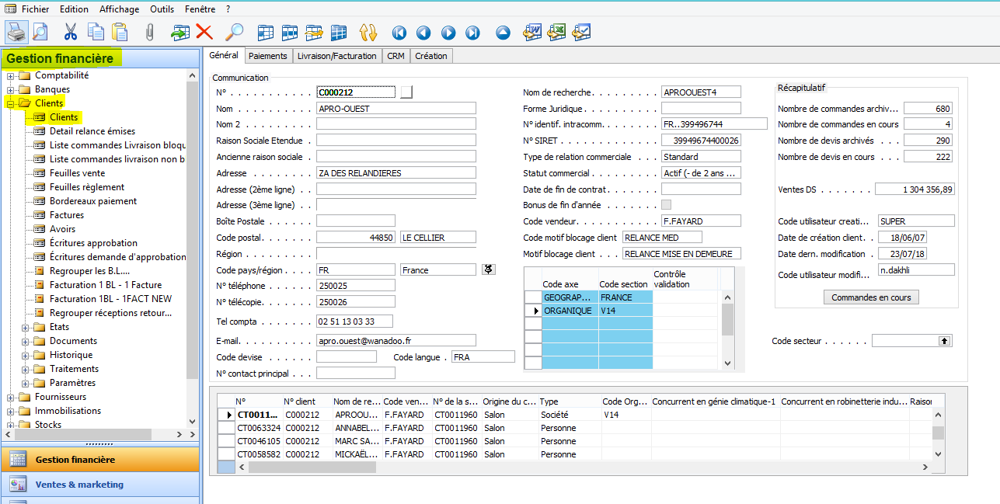 Fichier Edition Affichage Outils Fenêtre ?
Gestion financière
Comptabilité
Banques
Clients
Clients
Detail relance émises
Liste commandes Livraison bloqu
Liste commandes livraison non b
Feuilles vente
Feuilles règlement
Bordereaux paiement
Factures
Avoirs
Écritures approbation
Écritures demande d'approbation
Regrouper les B.L....
Facturation 1 BL - 1 Facture
Facturation 1BL - 1FACT NEW
Regrouper réceptions retour...
Etats
Documents
Historique
Traitements
Paramètres
Fournisseurs
Immobilisations
Stocks
Gestion financière
Ventes & marketing
Général Paiements Livraison/Facturation CRM Création
Communication
N° . . . . . . . . . . . C000212
Nom . . . . . . . . . . APRO-OUEST
Nom 2 . . . . . . . . .
Raison Sociale Etendue .
Ancienne raison sociale .
Adresse . . . . . . . . ZA DES RELANDIERES
Adresse (2ème ligne) . .
Adresse (3ème ligne) . .
Boîte Postale . . . . . .
Code postal. . . . . . . 44850 LE CELLIER
Région . . . . . . . . .
Code pays/région . . . . FR France
N° téléphone . . . . . . 250025
N° télécopie. . . . . . . 250026
Tel compta . . . . . . . 02 51 13 03 33
E-mail. . . . . . . . . . apro.ouest@wanadoo.fr
Code devise . . . . . . Code langue . FRA
N° contact principal . . .
Nom de recherche. . . . . APROOUEST4
Forme Juridique. . . . . .
N° identif. intracomm. . . FR..399496744
N° SIRET . . . . . . . . . 39949674400026
Type de relation commerciale . . . Standard
Statut commercial . . . . . Actif (- de 2 ans ...
Date de fin de contrat. . . .
Bonus de fin d'année . . . .
Code vendeur. . . . . . . F.FAYARD
Code motif blocage client RELANCE MED
Motif blocage client . . . RELANCE MISE EN DEMEURE
Code axe Code section Contrôle validation
GEOGRAP... FRANCE
ORGANIQUE V14
Récapitulatif
Nombre de commandes archiv... 680
Nombre de commandes en cours 4
Nombre de devis archivés . . . 290
Nombre de devis en cours . . . 222
Ventes DS . . . . . . . 1 304 356,89
Code utilisateur creati... SUPER
Date de création client. . 18/06/07
Date dern. modification . 23/07/18
Code utilisateur modifi... n.dakhli
Commandes en cours
Code secteur . . . . . .
N° N° client Nom de re... Code ven... N° de la s... Origine du c... Type Code Org... Concurrent en génie climatique-1 Concurrent en robinetterie indu... Raison
CT0011... C000212 APROOU... F.FAYARD CT0011960 Salon Société V14
CT0063324 C000212 ANNABEL... F.FAYARD CT0011960 Salon Personne
CT0046105 C000212 MARC SA... F.FAYARD CT0011960 Salon Personne
CT0058582 C000212 MICKAËL... F.FAYARD CT0011960 Salon Personne